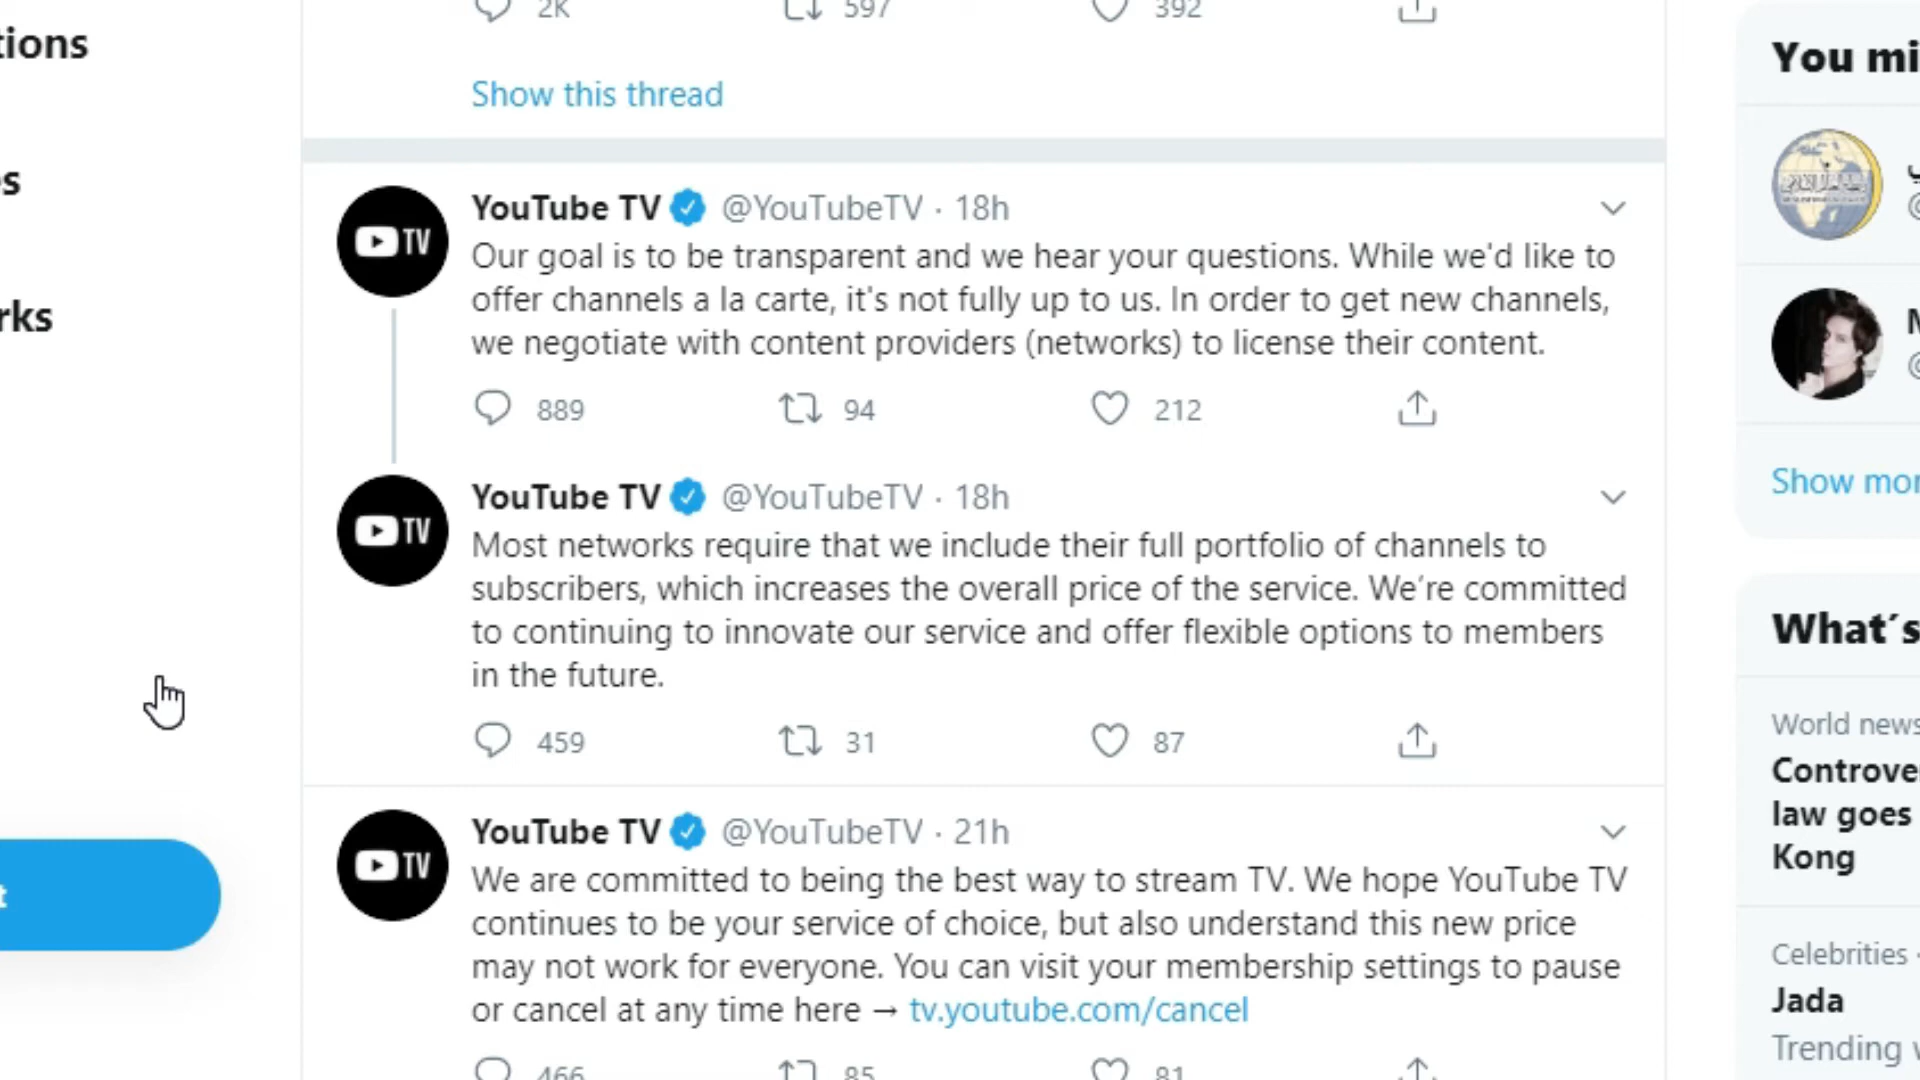 tions
es
rks
t
2K 597 392
Show this thread
YouTube TV @YouTubeTV · 18h
Our goal is to be transparent and we hear your questions. While we'd like to
offer channels a la carte, it's not fully up to us. In order to get new channels,
we negotiate with content providers (networks) to license their content.
889 94 212
TV
YouTube TV @YouTubeTV · 18h
Most networks require that we include their full portfolio of channels to
subscribers, which increases the overall price of the service. We’re committed
to continuing to innovate our service and offer flexible options to members
in the future.
459 31 87
TV
YouTube TV @YouTubeTV · 21h
We are committed to being the best way to stream TV. We hope YouTube TV
continues to be your service of choice, but also understand this new price
may not work for everyone. You can visit your membership settings to pause
or cancel at any time here → tv.youtube.com/cancel
466 85 81
TV
You mi
Show mor
What's
World news
Controver
law goes
Kong
Celebrities ·
Jada
Trending w